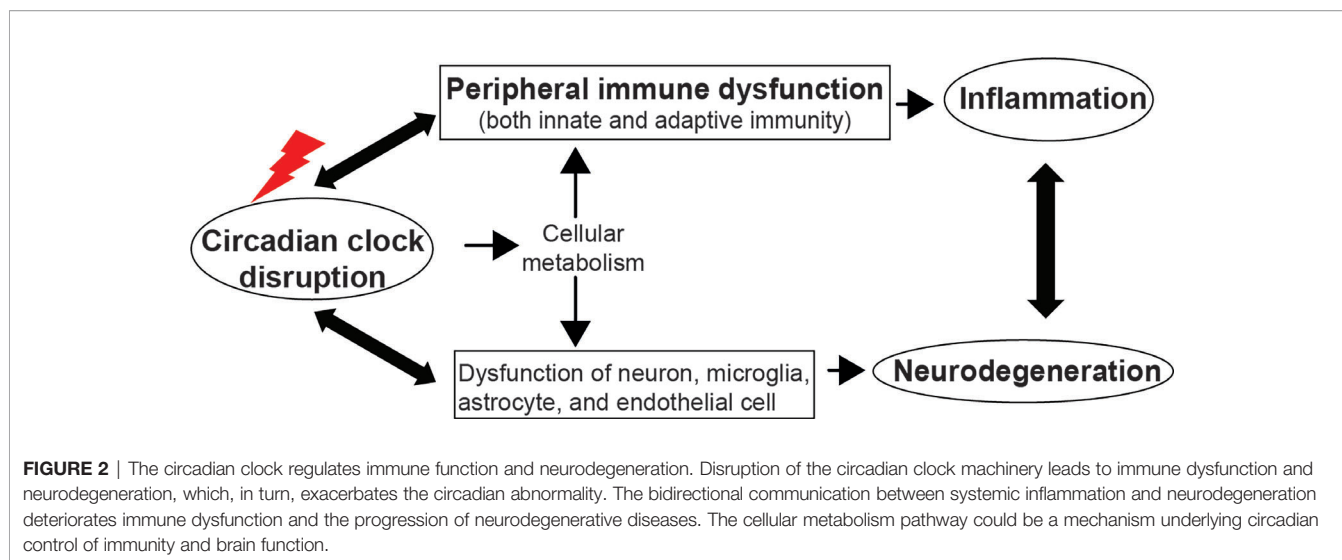 Peripheral immune dysfunction
(both innate and adaptive immunity)
Inflammation
Circadian clock
disruption
Cellular
metabolism
Dysfunction of neuron, microglia,
astrocyte, and endothelial cell
Neurodegeneration
FIGURE 2 | The circadian clock regulates immune function and neurodegeneration. Disruption of the circadian clock machinery leads to immune dysfunction and
neurodegeneration, which, in turn, exacerbates the circadian abnormality. The bidirectional communication between systemic inflammation and neurodegeneration
deteriorates immune dysfunction and the progression of neurodegenerative diseases. The cellular metabolism pathway could be a mechanism underlying circadian
control of immunity and brain function.